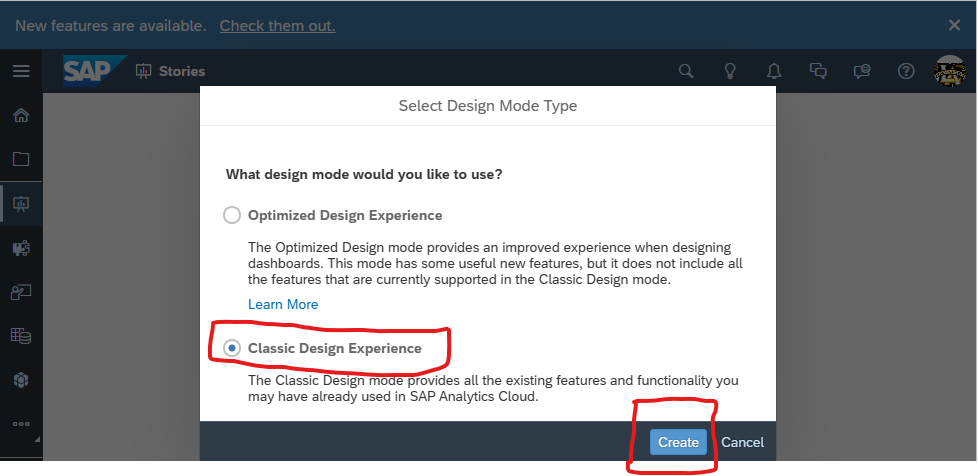 New features are available. Check them out.
SAP Stories
Select Design Mode Type
What design mode would you like to use?
Optimized Design Experience
The Optimized Design mode provides an improved experience when designing
dashboards. This mode has some useful new features, but it does not include all
the features that are currently supported in the Classic Design mode.
Learn More
Classic Design Experience
The Classic Design mode provides all the existing features and functionality you
may have already used in SAP Analytics Cloud.
Create Cancel